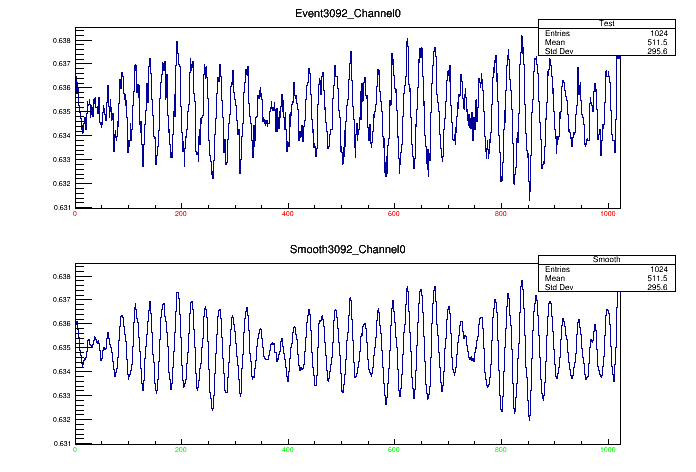 Event3092_Channel0
Test
Entries 1024
Mean 511.5
Std Dev 295.6
0.638
0.637
0.636
0.635
0.634
0.633
0.632
0.631
0 200 400 600 800 1000
Smooth3092_Channel0
Smooth
Entries 1024
Mean 511.5
Std Dev 295.6
0.638
0.637
0.636
0.635
0.634
0.633
0.632
0.631
0 200 400 600 800 1000